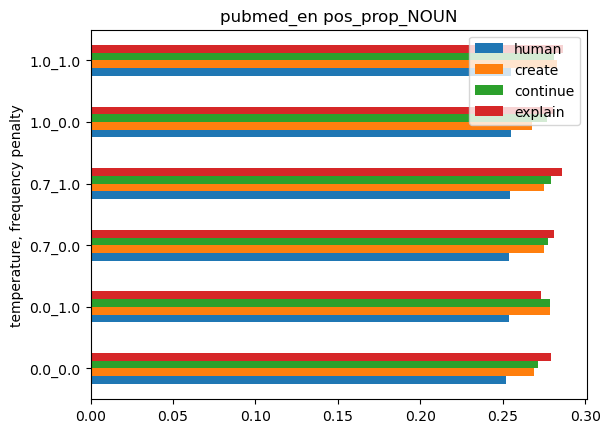 pubmed_en pos_prop_NOUN
human
create
continue
explain
temperature, frequency penalty
1.0_1.0
1.0_0.0
0.7_1.0
0.7_0.0
0.0_1.0
0.0_0.0
0.00 0.05 0.10 0.15 0.20 0.25 0.30